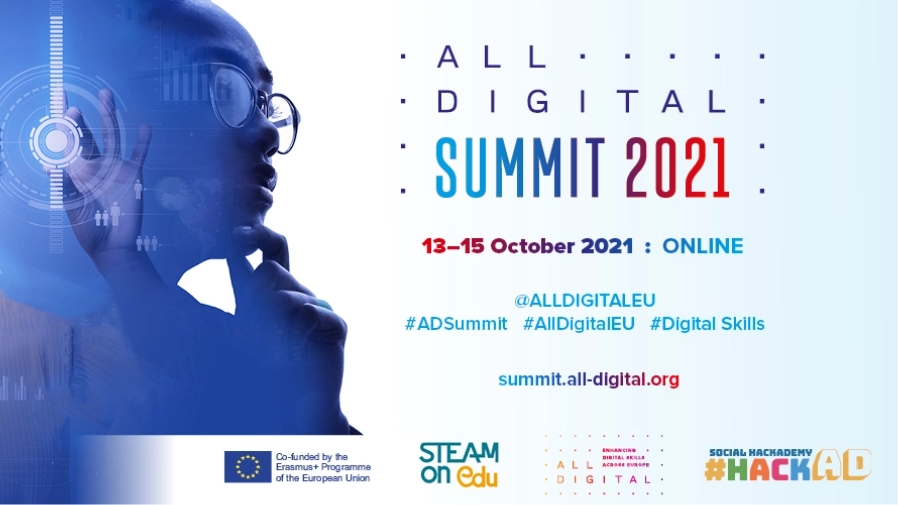 ALL
DIGITAL
SUMMIT 2021
13–15 October 2021 : ONLINE
@ALLDIGITALEU
#ADSummit #AllDigitalEU #Digital Skills
summit.all-digital.org
Co-funded by the
Erasmus+ Programme
of the European Union
STEAM
on edu
ENHANCING
DIGITAL SKILLS
ACROSS EUROPE
ALL
DIGITAL
SOCIAL HACKADEMY
#HACKAD